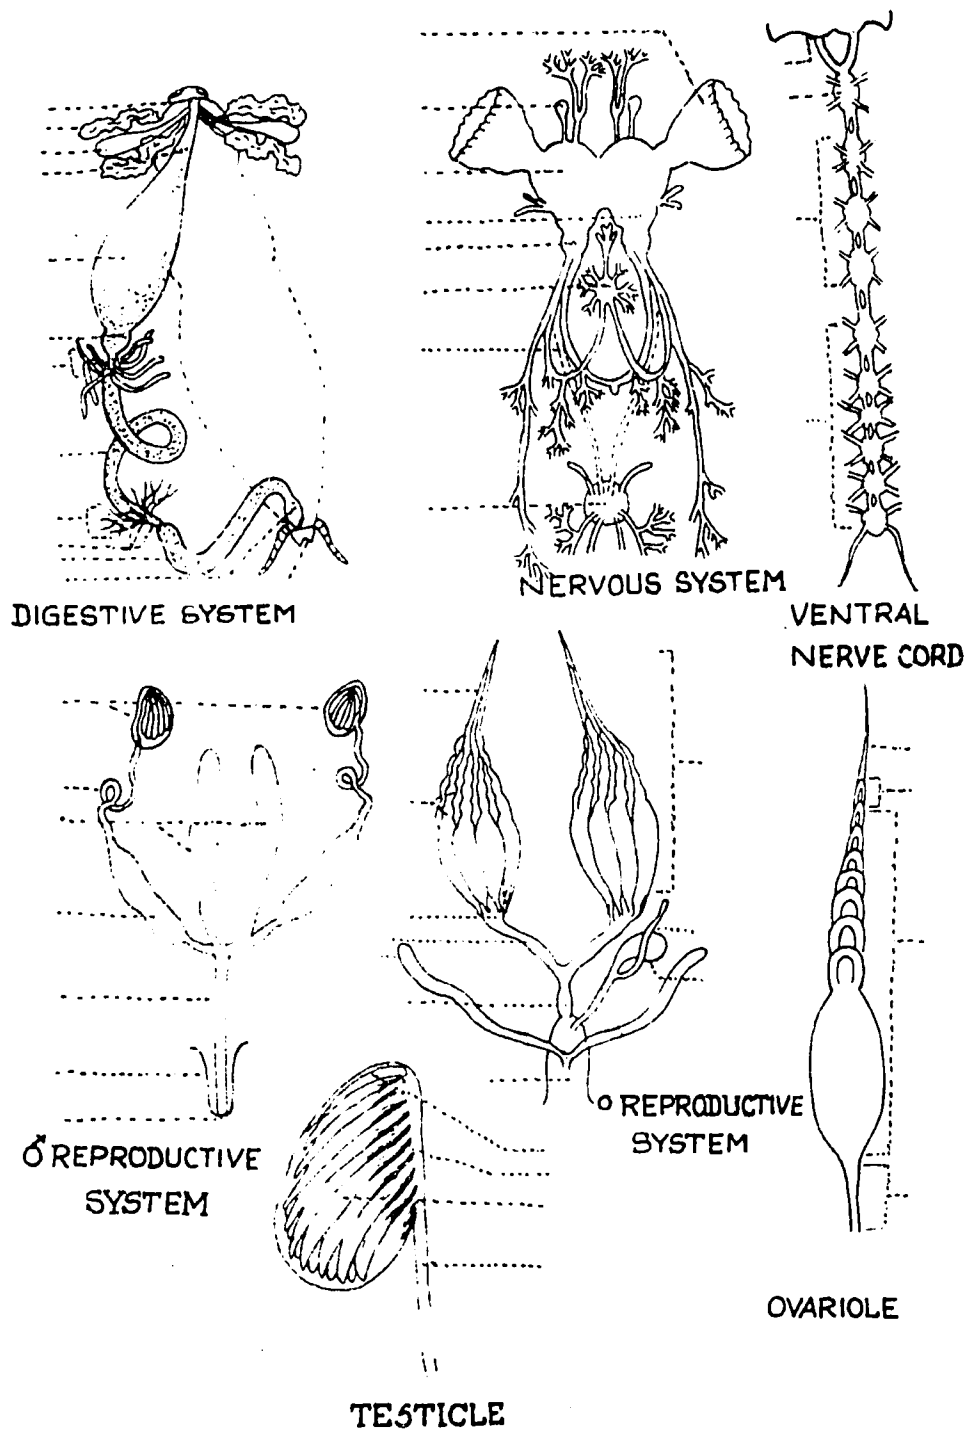 DIGESTIVE SYSTEM
NERVOUS SYSTEM
VENTRAL
NERVE CORD
♂ REPRODUCTIVE
SYSTEM
O REPRODUCTIVE
SYSTEM
OVARIOLE
TESTICLE